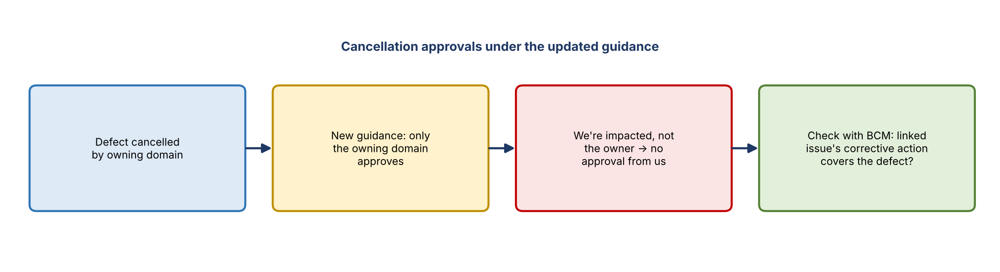 Cancellation approvals under the updated guidance
Defect cancelled
by owning domain
New guidance: only
the owning domain
approves
We're impacted, not
the owner → no
approval from us
Check with BCM: linked
issue's corrective action
covers the defect?